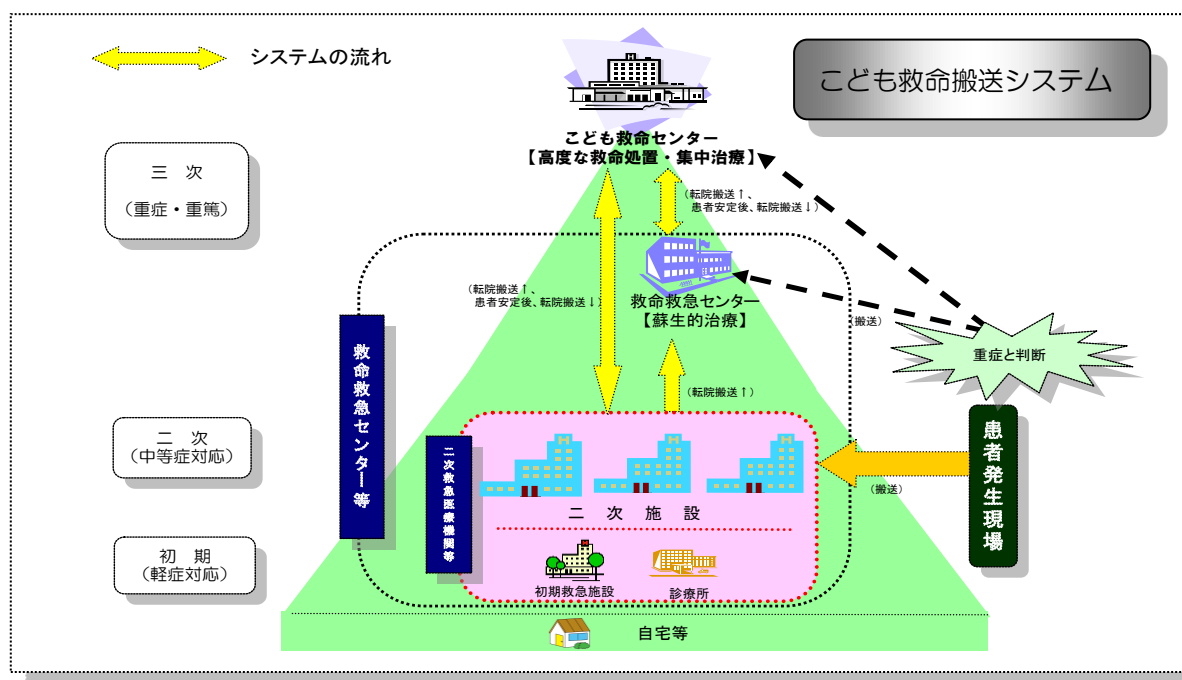 システムの流れ
こども救命搬送システム
こども救命センター
【高度な救命処置・集中治療】
三 次
（重症・重篤）
（転院搬送↑、
患者安定後、転院搬送↓）
（転院搬送↑、
患者安定後、転院搬送↓）
救命救急センター
【蘇生的治療】
（搬送）
重症と判断
救命救急センター等
（転院搬送↑）
二 次
（中等症対応）
二次救急医療機関等
患者発生現場
（搬送）
二 次 施 設
初 期
（軽症対応）
初期救急施設
診療所
自宅等